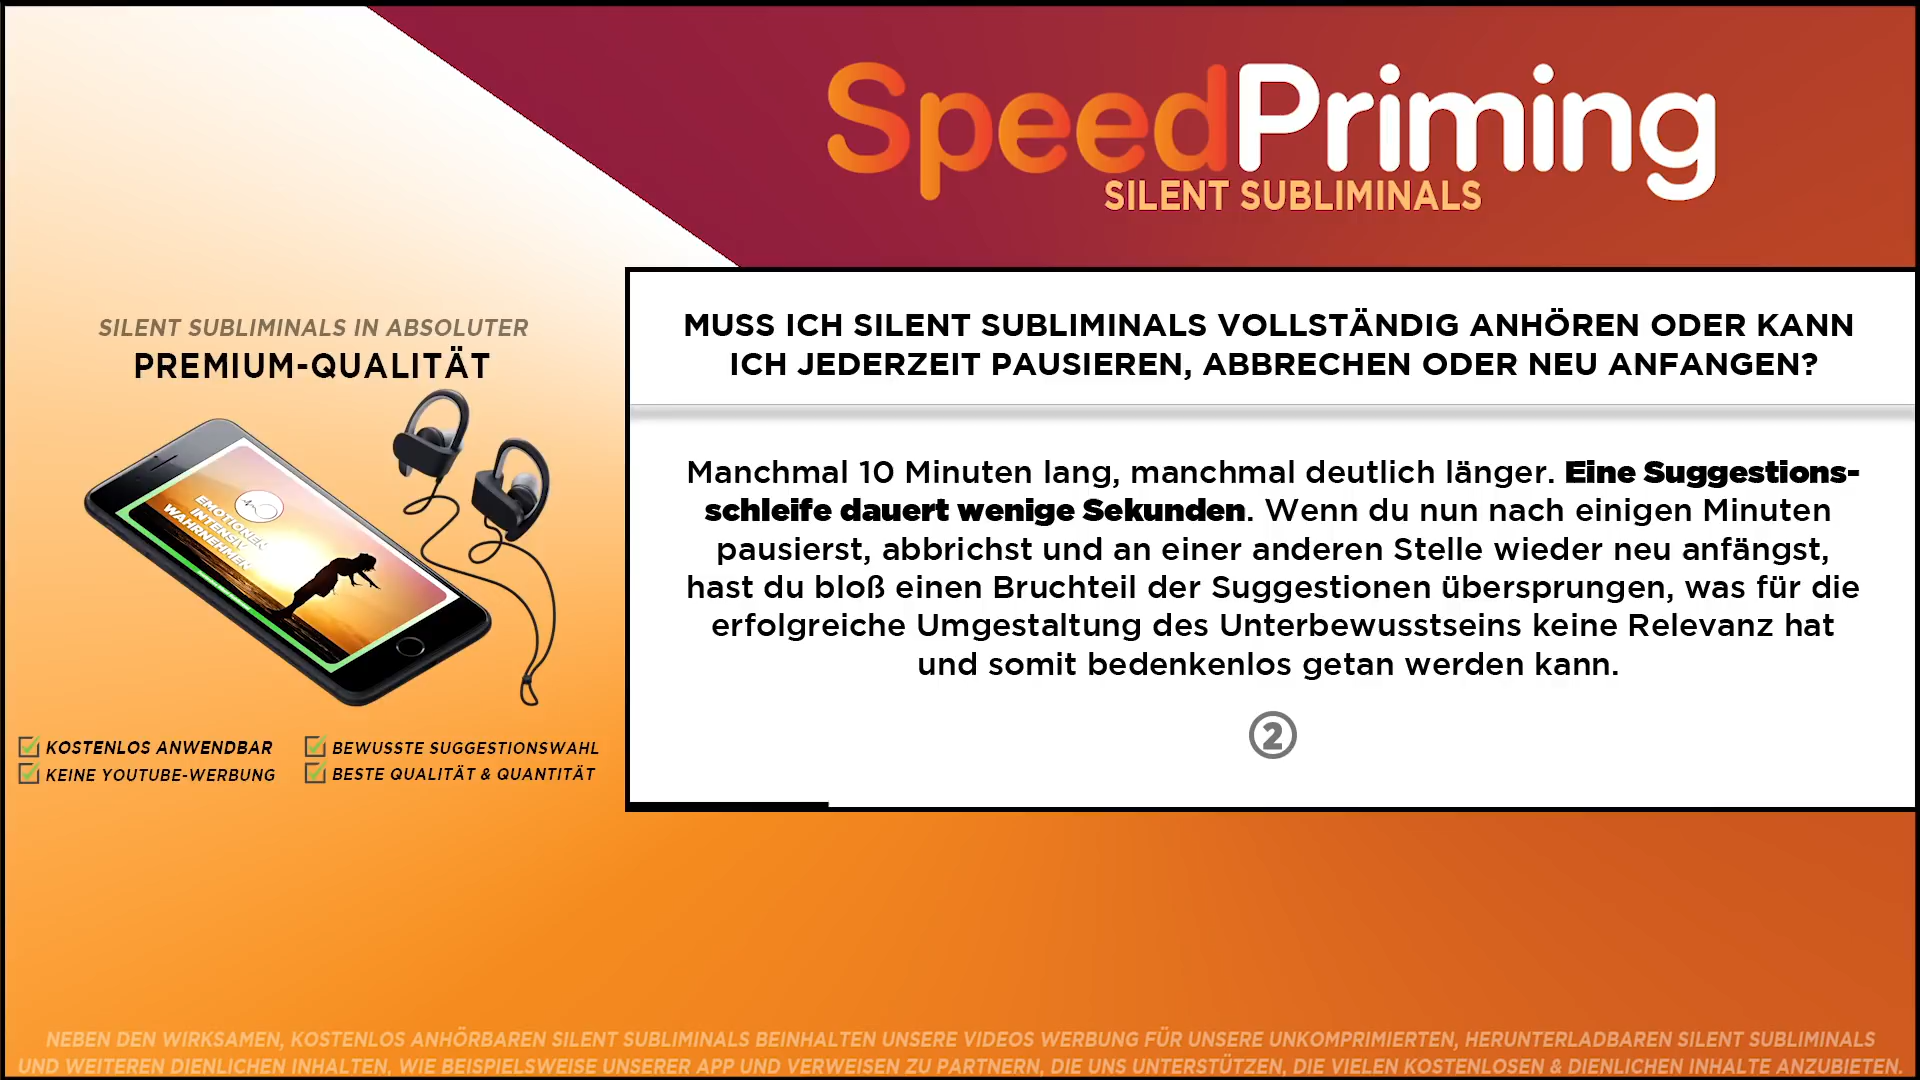 SpeedPriming
SILENT SUBLIMINALS
SILENT SUBLIMINALS IN ABSOLUTER
PREMIUM-QUALITÄT
EMOTIONEN
INTENSIV
WAHRNEHMEN
KOSTENLOS ANWENDBAR
KEINE YOUTUBE-WERBUNG
BEWUSSTE SUGGESTIONSWAHL
BESTE QUALITÄT & QUANTITÄT
MUSS ICH SILENT SUBLIMINALS VOLLSTÄNDIG ANHÖREN ODER KANN
ICH JEDERZEIT PAUSIEREN, ABBRECHEN ODER NEU ANFANGEN?
Manchmal 10 Minuten lang, manchmal deutlich länger. Eine Suggestions-
schleife dauert wenige Sekunden. Wenn du nun nach einigen Minuten
pausierst, abbrichst und an einer anderen Stelle wieder neu anfängst,
hast du bloß einen Bruchteil der Suggestionen übersprungen, was für die
erfolgreiche Umgestaltung des Unterbewusstseins keine Relevanz hat
und somit bedenkenlos getan werden kann.
2
NEBEN DEN WIRKSAMEN, KOSTENLOS ANHÖRBAREN SILENT SUBLIMINALS BEINHALTEN UNSERE VIDEOS WERBUNG FÜR UNSERE UNKOMPRIMIERTEN, HERUNTERLADBAREN SILENT SUBLIMINALS
UND WEITEREN DIENLICHEN INHALTEN, WIE BEISPIELSWEISE UNSERER APP UND VERWEISEN ZU PARTNERN, DIE UNS UNTERSTÜTZEN, DIE VIELEN KOSTENLOSEN & DIENLICHEN INHALTE ANZUBIETEN.